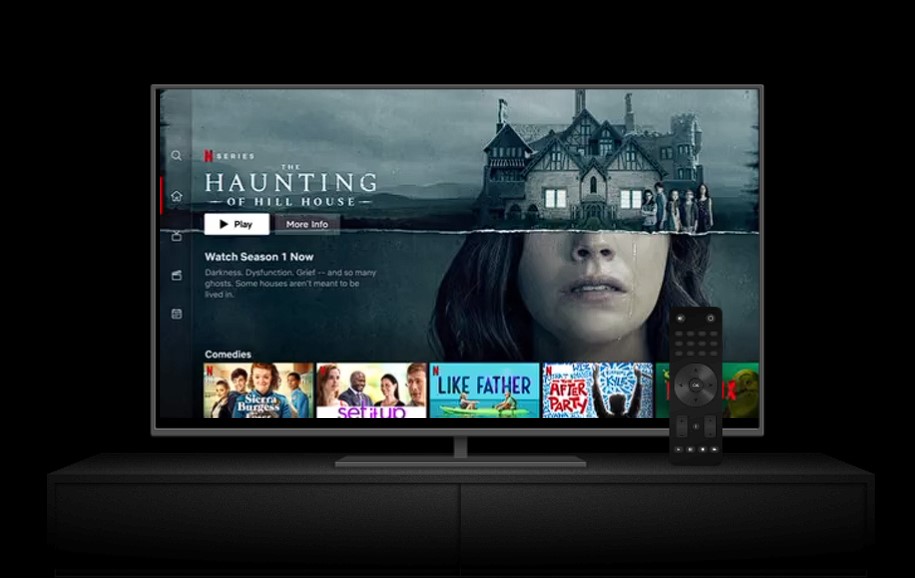 N SERIES
THE
HAUNTING
OF HILL HOUSE
Play
More Info
Watch Season 1 Now
Darkness. Dysfunction. Grief -- and so many
ghosts. Some houses aren't meant to be
lived in.
Comedies
N
Sierra
Burgess
set it up
N
LIKE FATHER
N
AFTER
PARTY